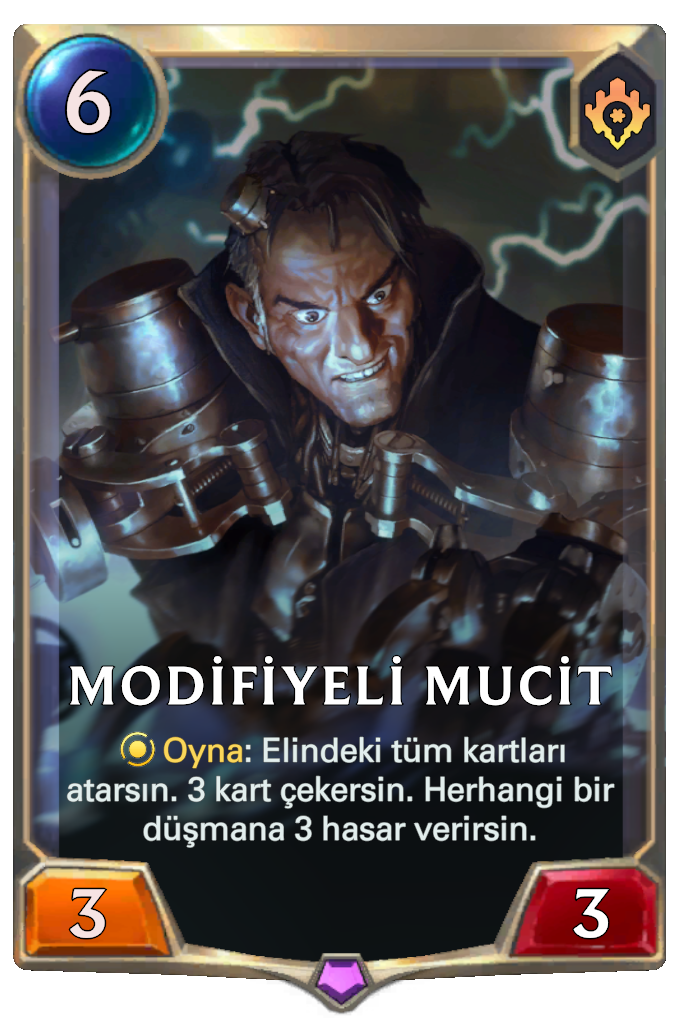 6
MODİFİYELİ MUCİT
Oyna: Elindeki tüm kartları
atarsın. 3 kart çekersin. Herhangi bir
düşmana 3 hasar verirsin.
3
3